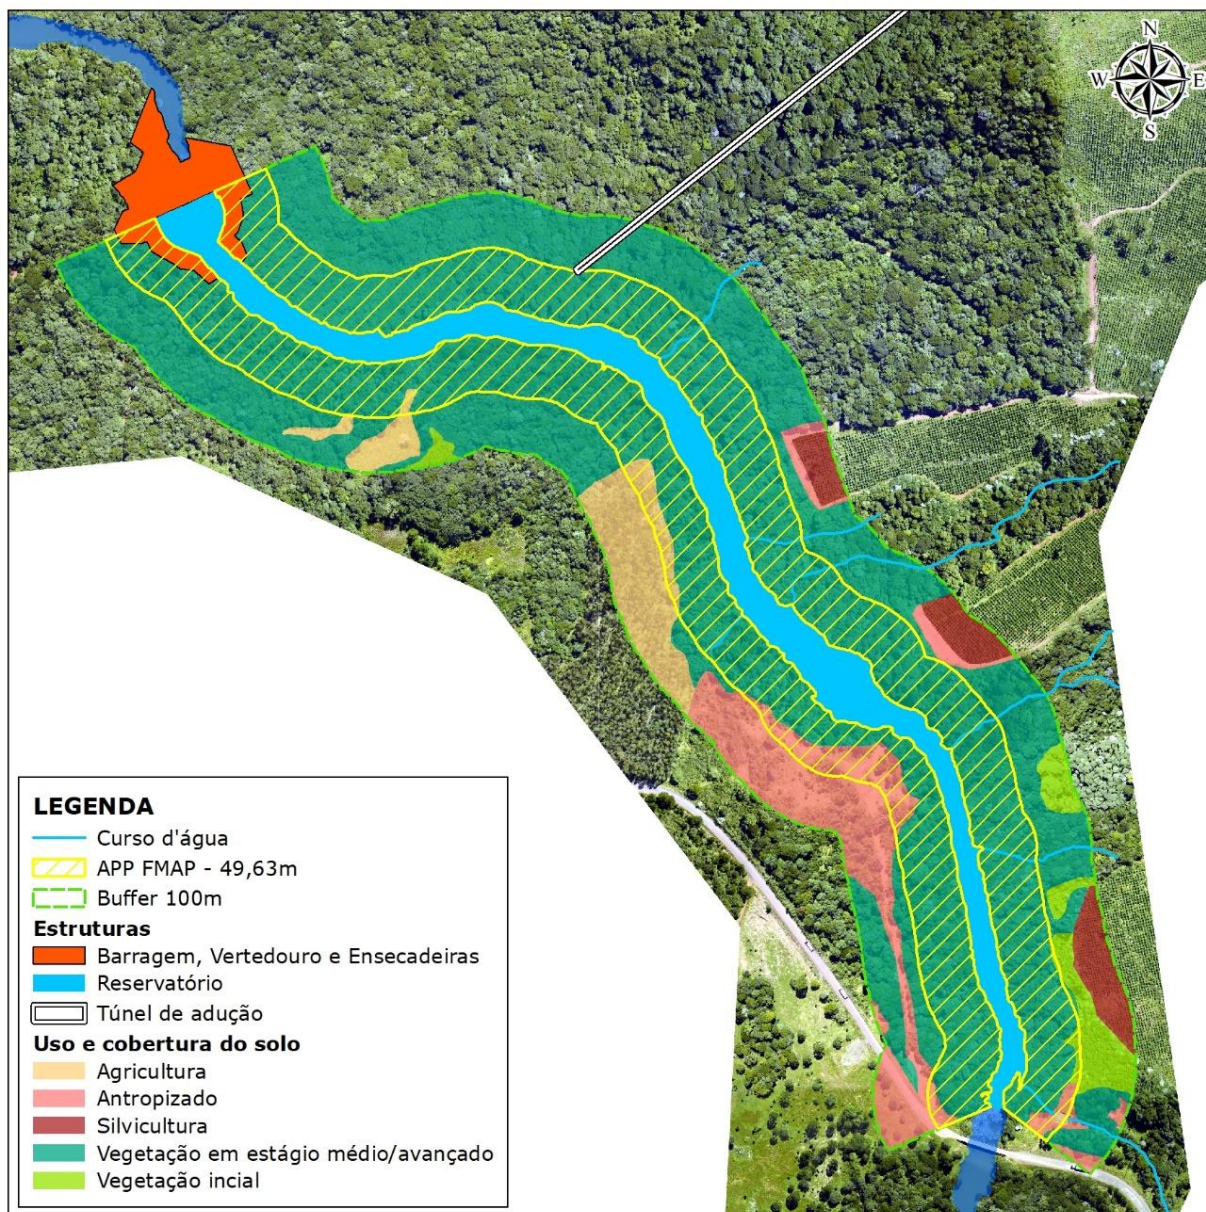 N
W E
S
LEGENDA
Curso d'água
APP FMAP - 49,63m
Buffer 100m
Estruturas
Barragem, Vertedouro e Ensecadeiras
Reservatório
Túnel de adução
Uso e cobertura do solo
Agricultura
Antropizado
Silvicultura
Vegetação em estágio médio/avançado
Vegetação incial